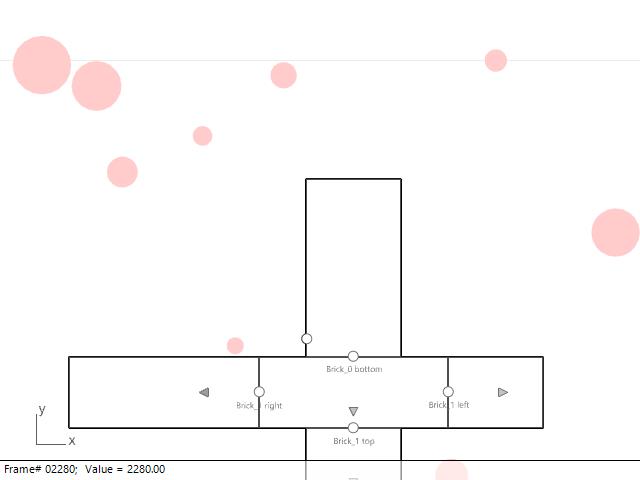 Brick_0 bottom
right
Brick_1 left
Brick_1 top
y
x
Frame# 02280;  Value = 2280.00